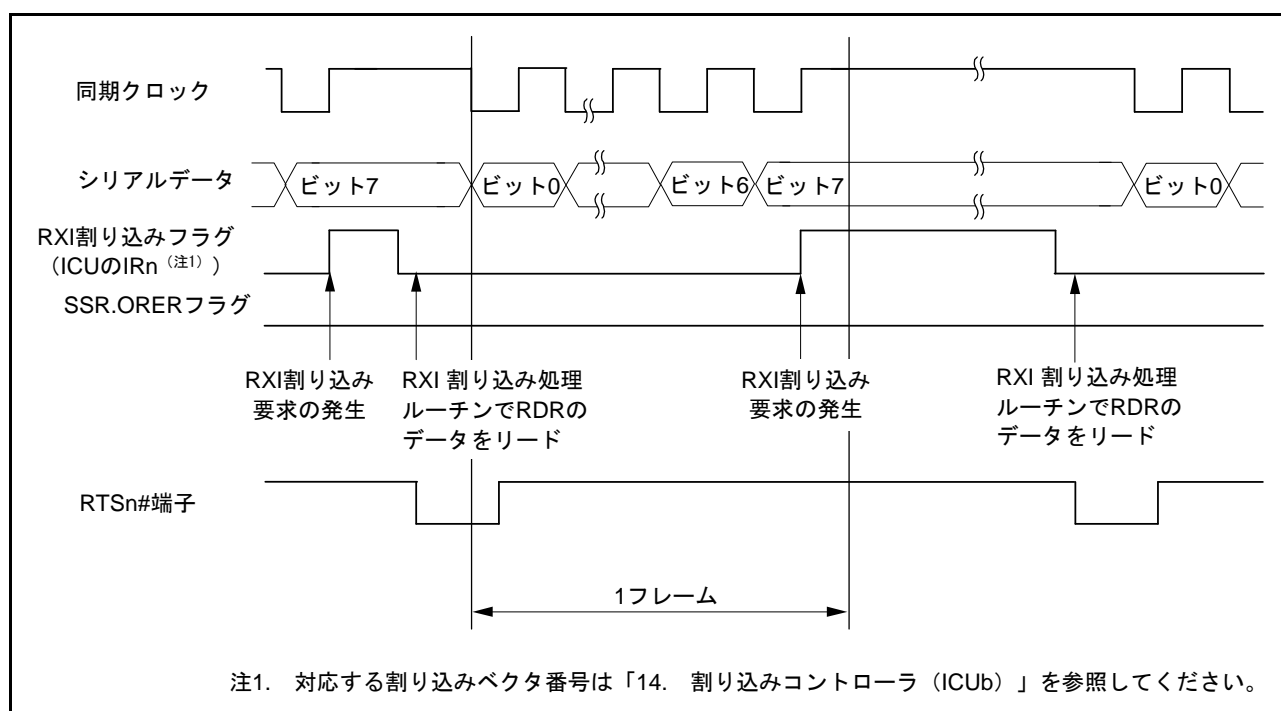 同期クロック
シリアルデータ
ビット7
ビット0
ビット6
ビット7
ビット0
RXI割り込みフラグ
（ICUのIRn（注1））
SSR.ORERフラグ
RXI割り込み
要求の発生
RXI 割り込み処理
ルーチンでRDRの
データをリード
RXI割り込み
要求の発生
RXI 割り込み処理
ルーチンでRDRの
データをリード
RTSn#端子
1フレーム
注1. 対応する割り込みベクタ番号は「14. 割り込みコントローラ（ICUb）」を参照してください。